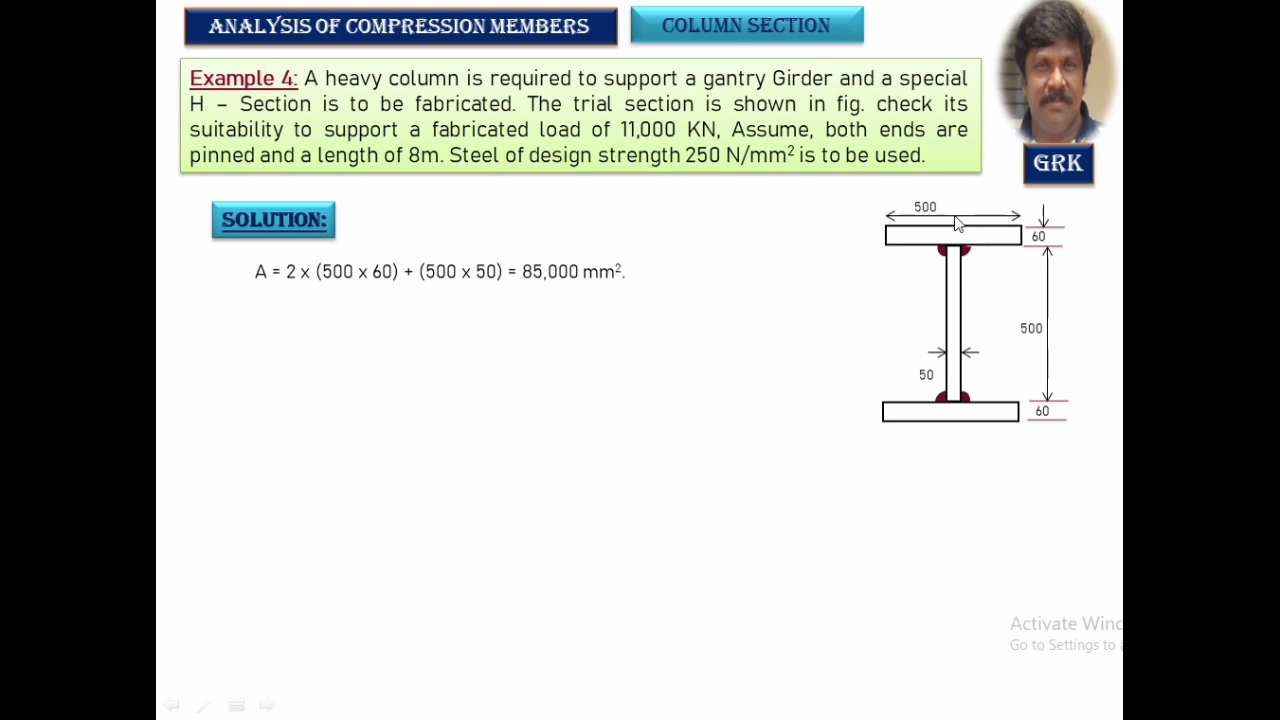 ANALYSIS OF COMPRESSION MEMBERS
COLUMN SECTION
Example 4: A heavy column is required to support a gantry Girder and a special
H – Section is to be fabricated. The trial section is shown in fig. check its
suitability to support a fabricated load of 11,000 KN, Assume, both ends are
pinned and a length of 8m. Steel of design strength 250 N/mm² is to be used.
GRK
SOLUTION:
A = 2 x (500 x 60) + (500 x 50) = 85,000 mm².
500
60
500
50
60
Activate Wind
Go to Settings to a